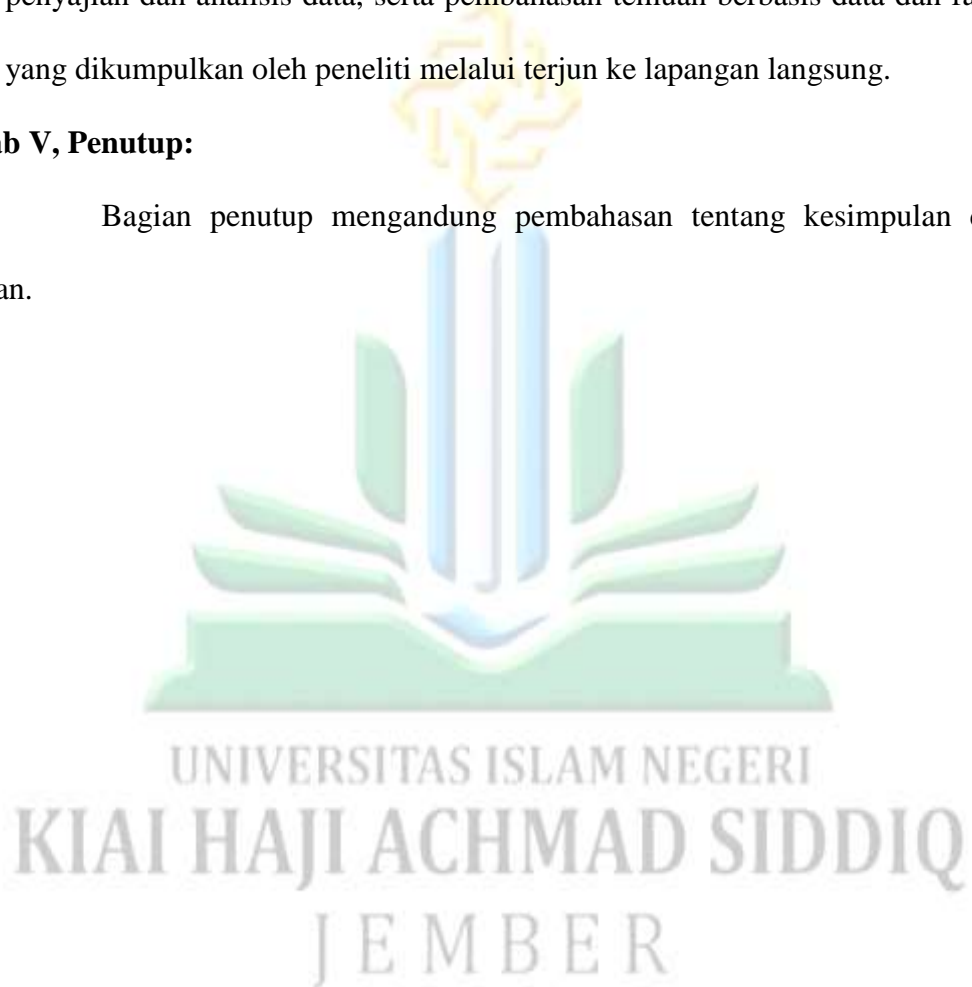 penyajian dan analisis data, serta pembahasan temuan berbasis data dan
yang dikumpulkan oleh peneliti melalui terjun ke lapangan langsung.
ab V, Penutup:
Bagian penutup mengandung pembahasan tentang kesimpulan
an.
UNIVERSITAS ISLAM NEGERI
KIAI HAJI ACHMAD SIDDIQ
JEMBER